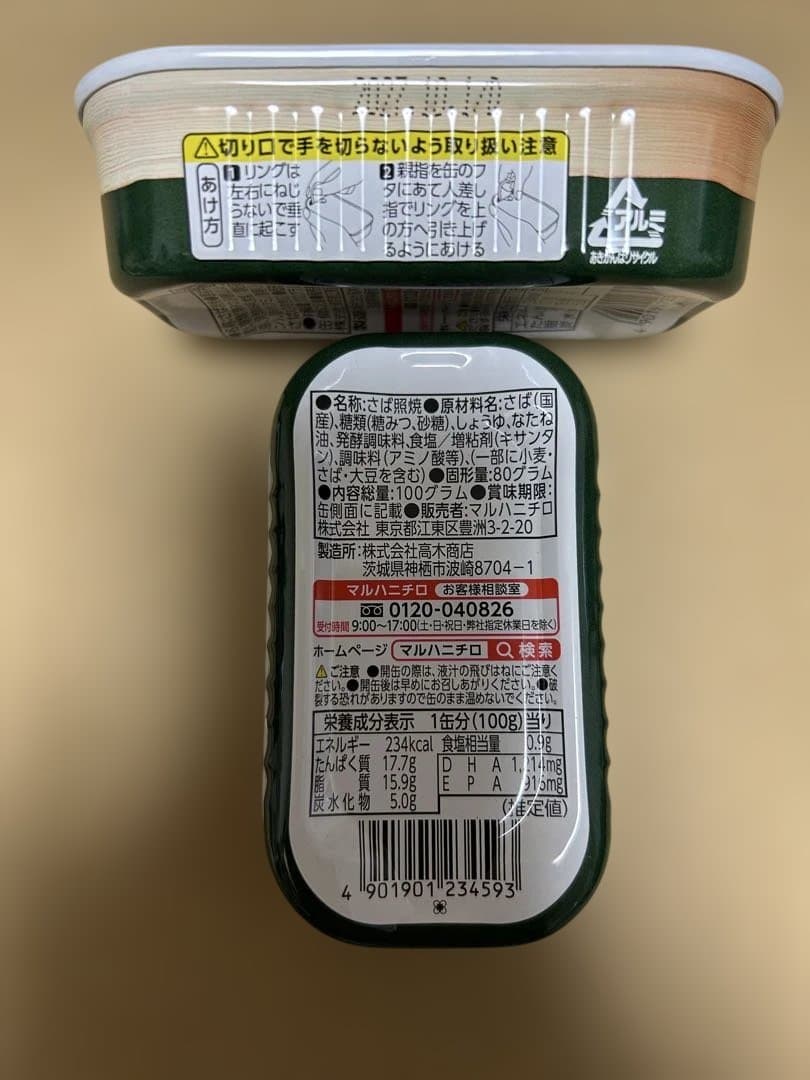 2027.10.1
⚠切り口で手を切らないよう取り扱い注意
あけ方
1 リングは
左右にねじ
らないで垂
直に起こす
2 親指を缶のフ
タにあて人差し
指でリングを上
の方へ引き上げ
るようにあける
アルミ
あきかんはリサイクル
●名称:さば照焼●原材料名:さば(国
産)、糖類(糖みつ、砂糖)、しょうゆ、なたね
油、発酵調味料、食塩/増粘剤(キサンタ
ン)、調味料(アミノ酸等)、(一部に小麦・
さば・大豆を含む)●固形量:80グラム
●内容総量:100グラム●賞味期限:
缶側面に記載●販売者:マルハニチロ
株式会社 東京都江東区豊洲3-2-20
製造所:株式会社高木商店
茨城県神栖市波崎8704-1
マルハニチロ お客様相談室
0120-040826
受付時間 9:00~17:00(土・日・祝日・弊社指定休業日を除く)
ホームページ マルハニチロ 検索
⚠ご注意 ●開缶の際は、液汁の飛びはねにご注意く
ださい。●開缶後は早めにお召しあがりください。●破
裂する恐れがありますので缶のまま温めないでください。
栄養成分表示 1缶分(100g)当り
エネルギー 234kcal 食塩相当量 0.9g
たんぱく質 17.7g DHA 1,214mg
脂質 15.9g EPA 916mg
炭水化物 5.0g (推定値)
4 901901 234593